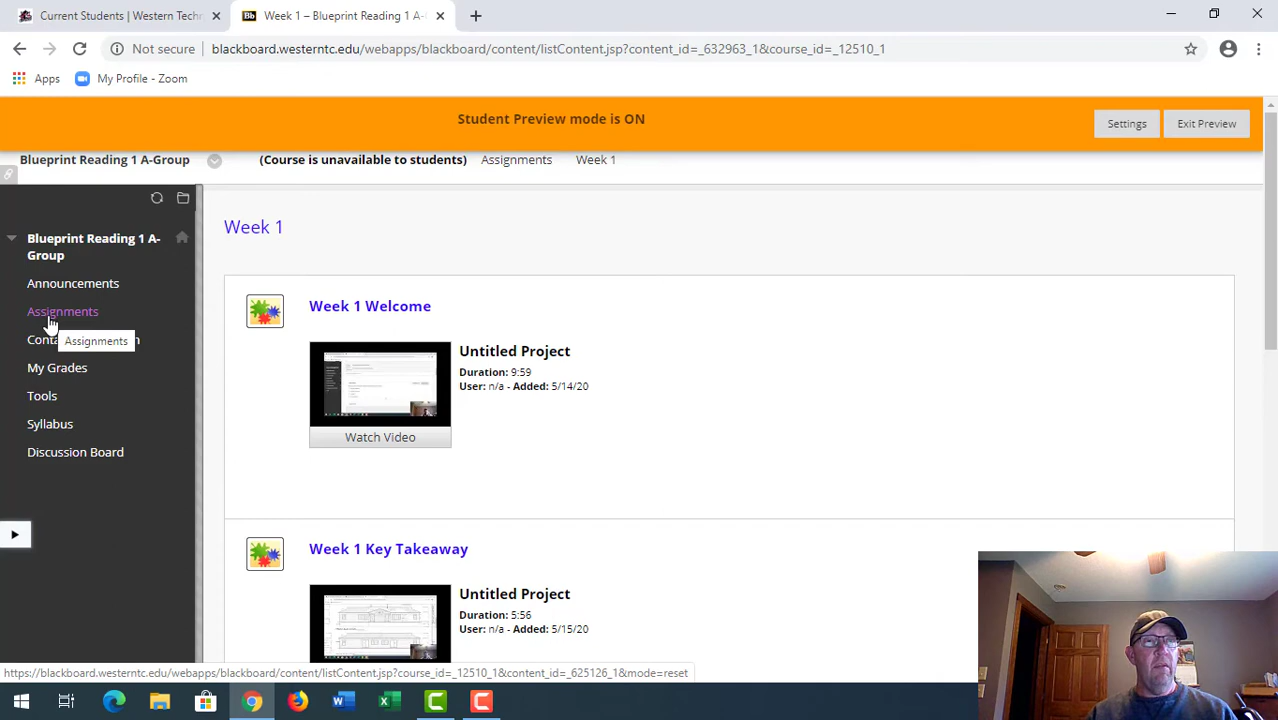 Current Students | Western Techn
Week 1 – Blueprint Reading 1 A-
Not secure
blackboard.westerntc.edu/webapps/blackboard/content/listContent.jsp?content_id=_632963_1&course_id=_12510_1
Apps
My Profile - Zoom
Student Preview mode is ON
Settings
Exit Preview
Blueprint Reading 1 A-Group
(Course is unavailable to students)
Assignments
Week 1
Blueprint Reading 1 A-
Group
Announcements
Assignments
Assignments
My Grades
Tools
Syllabus
Discussion Board
Week 1
Week 1 Welcome
Untitled Project
Duration: 9:59
User: n/a - Added: 5/14/20
Watch Video
Week 1 Key Takeaway
Untitled Project
Duration: 5:56
User: n/a - Added: 5/15/20
https://blackboard.westerntc.edu/webapps/blackboard/content/listContent.jsp?course_id=_12510_1&content_id=_625126_1&mode=reset